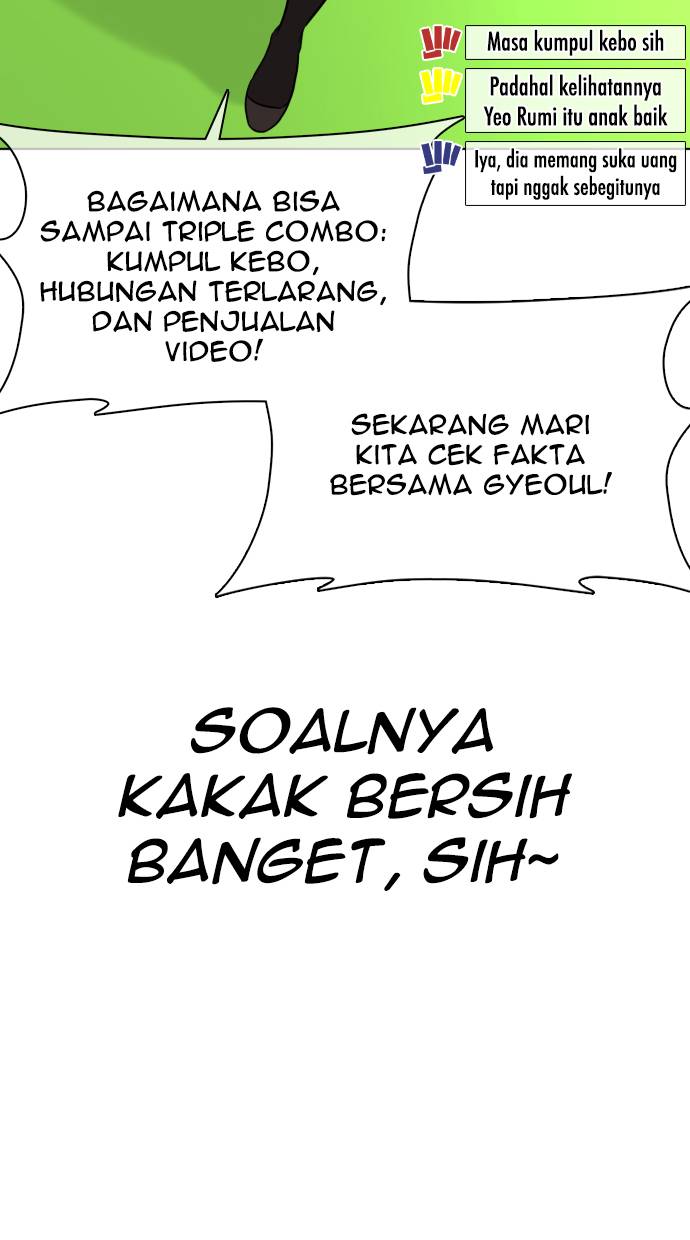 Masa kumpul kebo sih
Padahal kelihatannya
Yeo Rumi itu anak baik
Iya, dia memang suka uang
tapi nggak sebegitunya
BAGAIMANA BISA
SAMPAI TRIPLE COMBO:
KUMPUL KEBO,
HUBUNGAN TERLARANG,
DAN PENJUALAN
VIDEO!
SEKARANG MARI
KITA CEK FAKTA
BERSAMA GYEOUL!
SOALNYA
KAKAK BERSIH
BANGET, SIH~